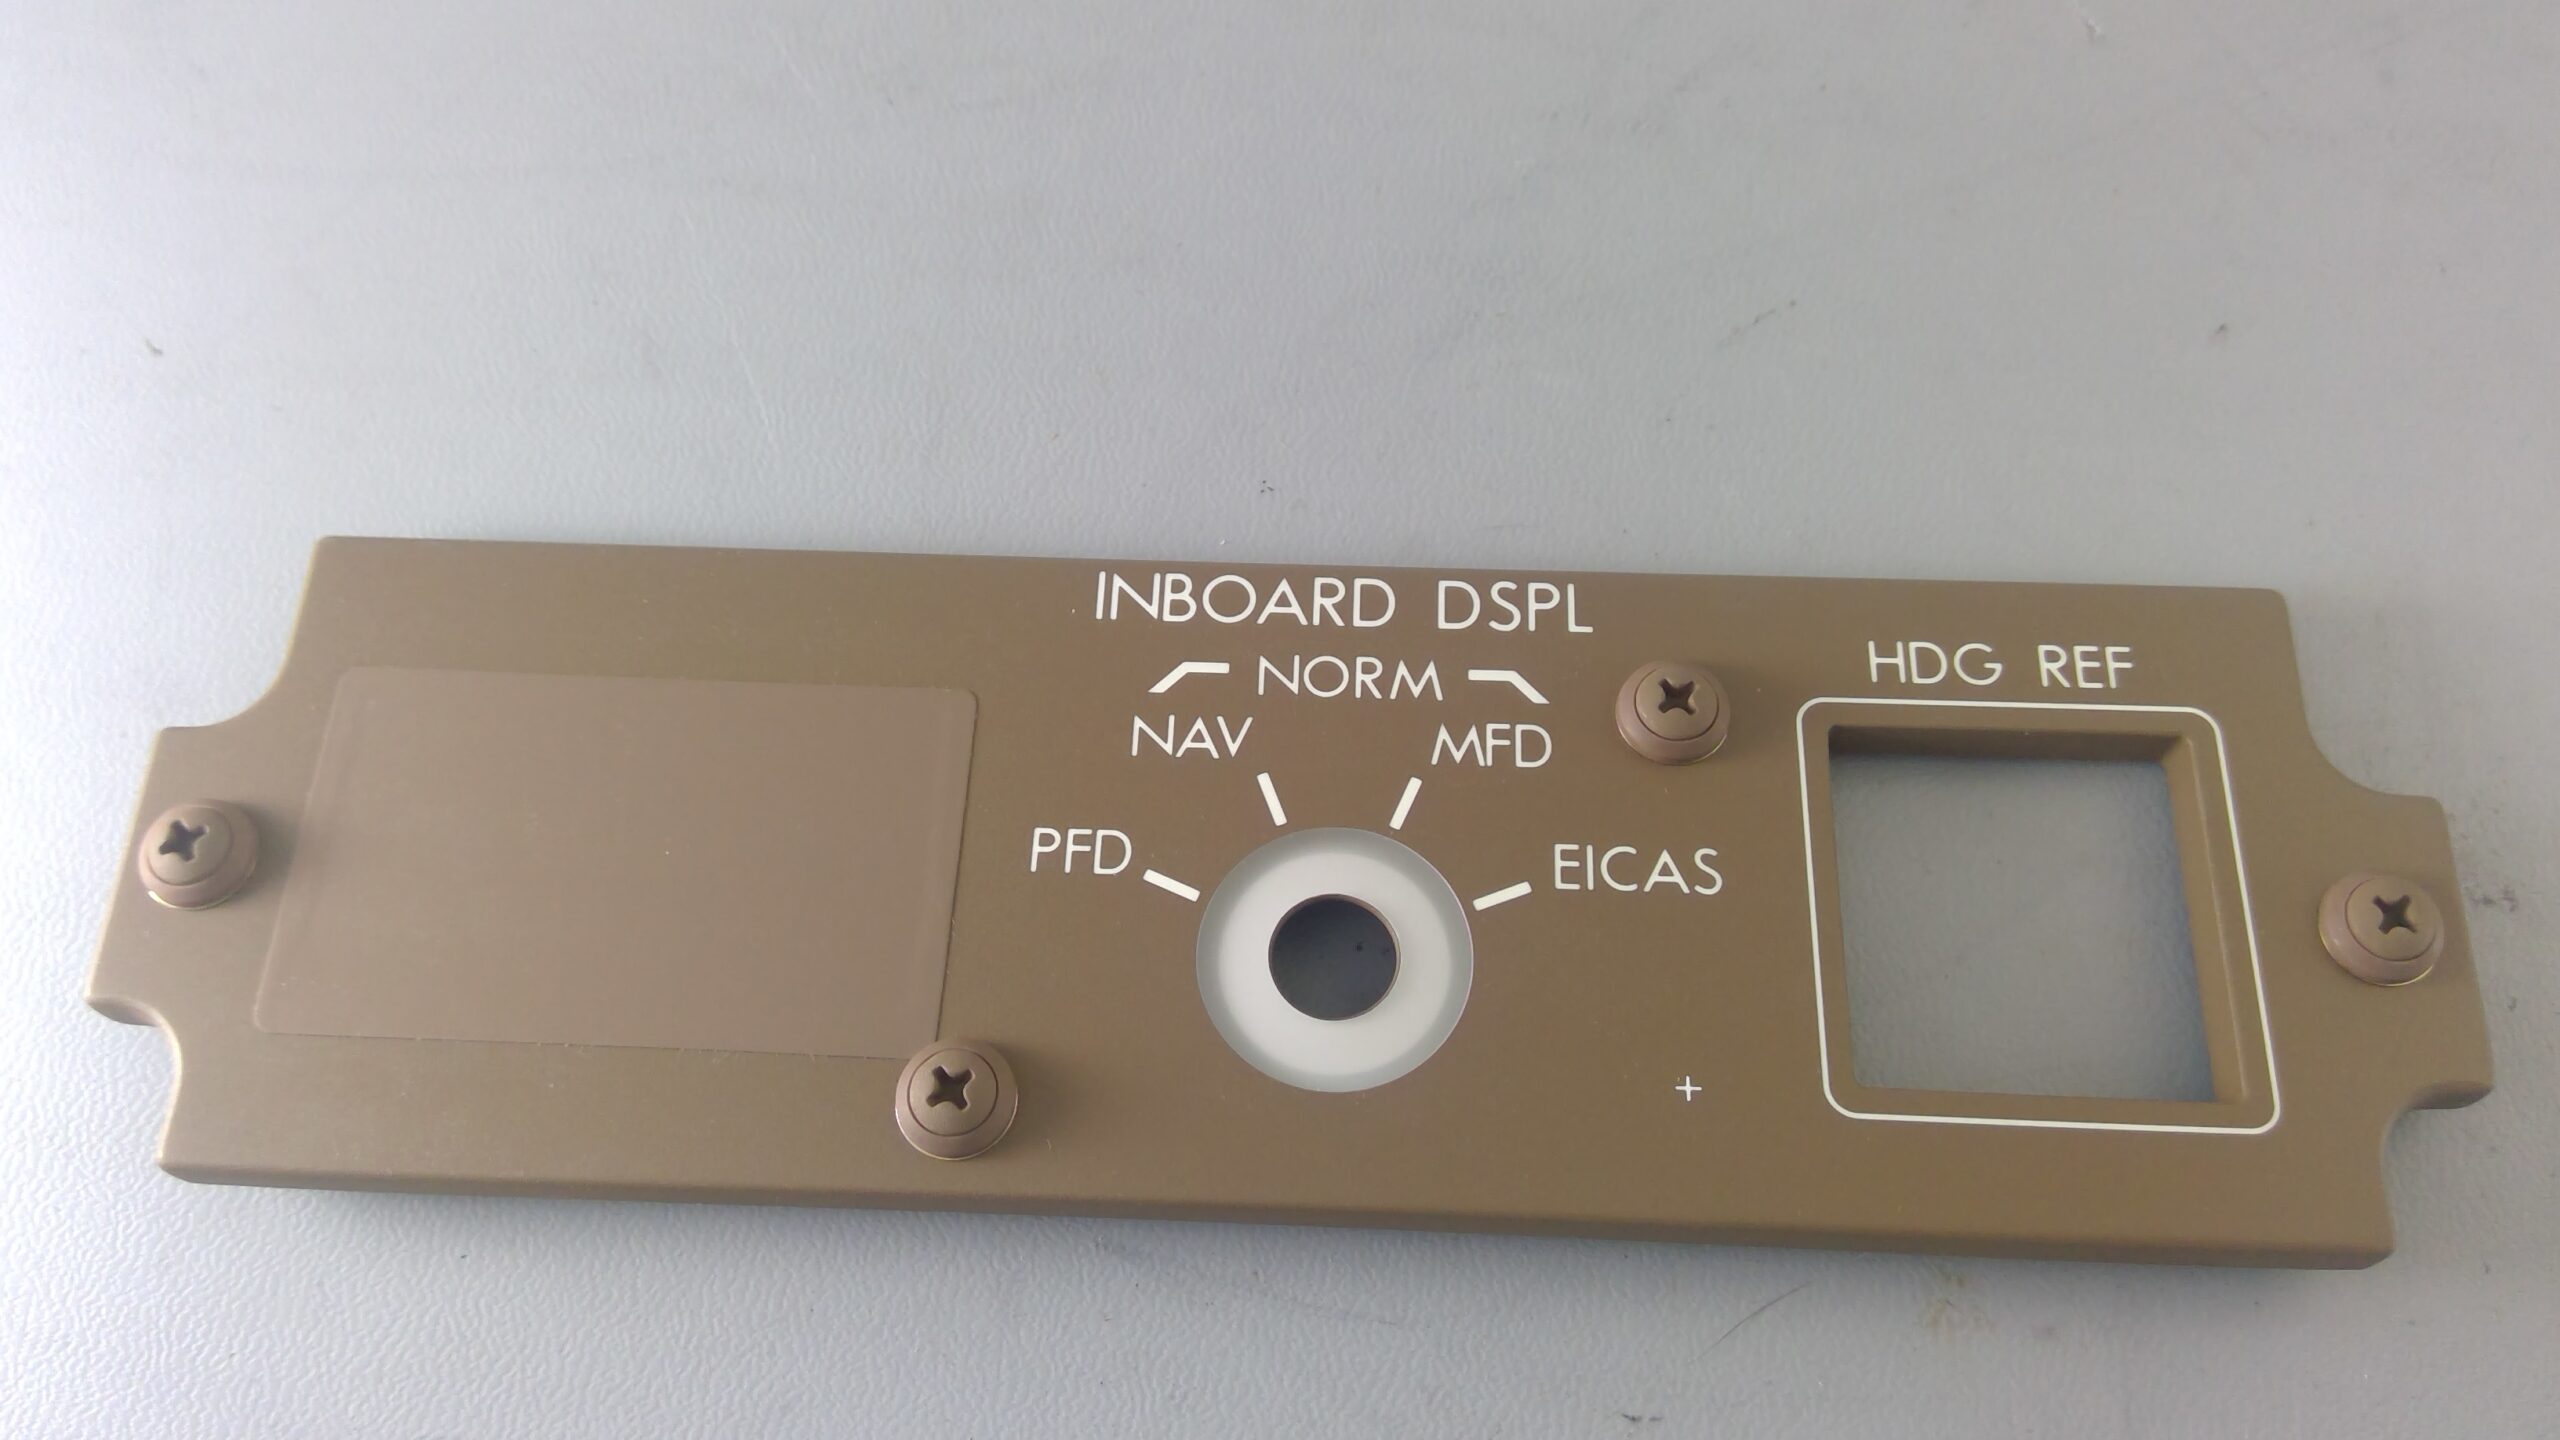 INBOARD DSPL
NORM
NAV MFD
PFD EICAS
HDG REF
+